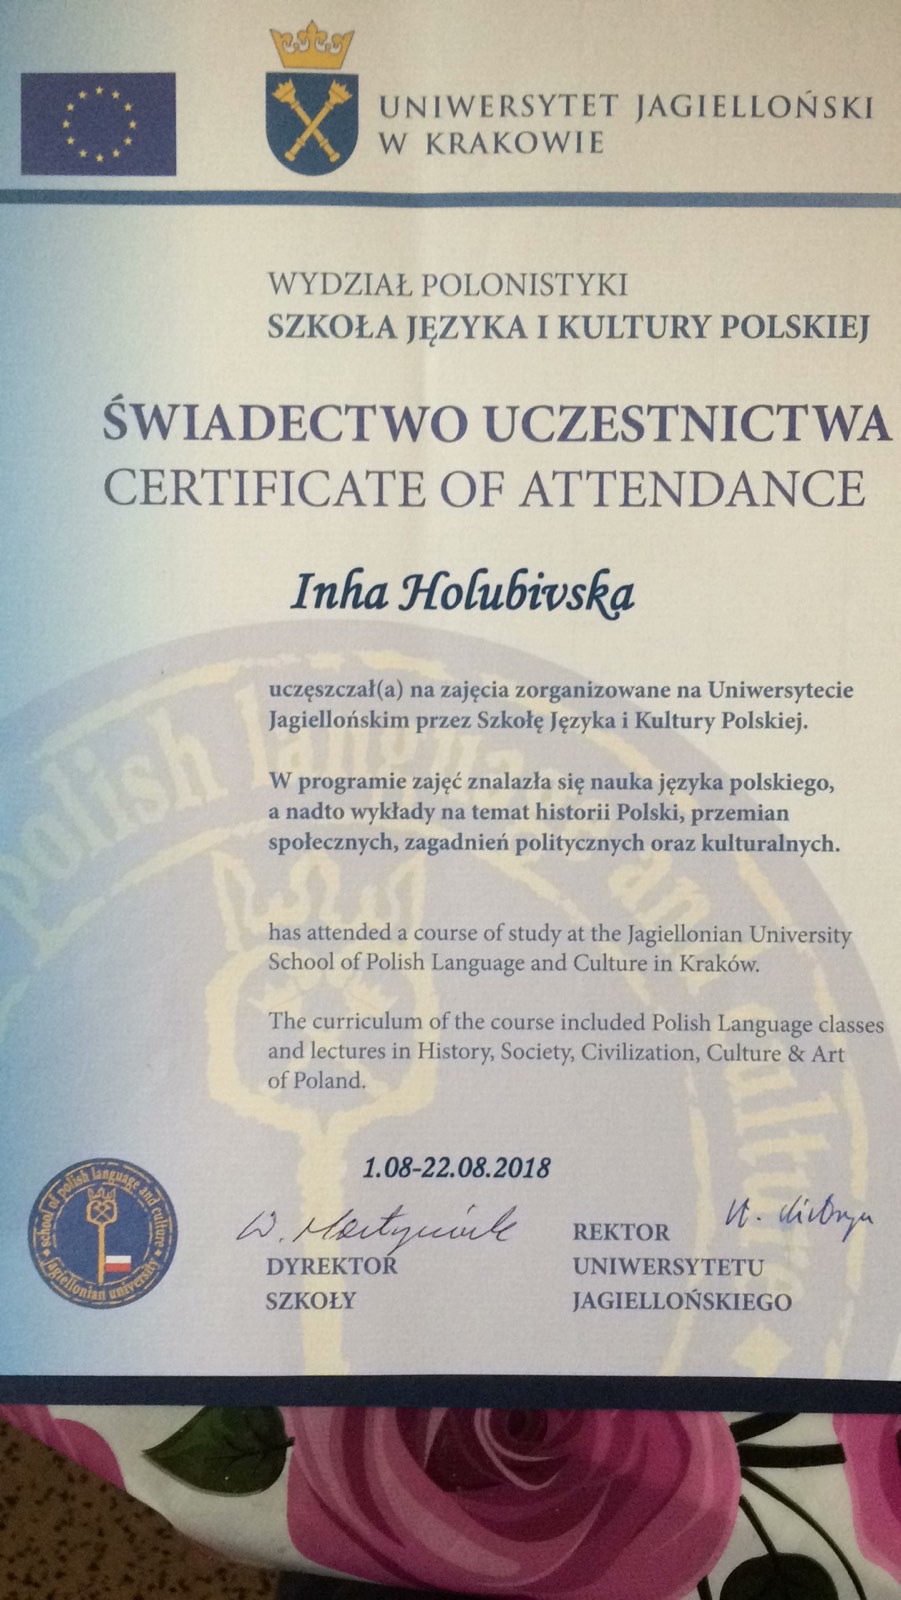 UNIWERSYTET JAGIELLOŃSKI
W KRAKOWIE
WYDZIAŁ POLONISTYKI
SZKOŁA JĘZYKA I KULTURY POLSKIEJ
ŚWIADECTWO UCZESTNICTWA
CERTIFICATE OF ATTENDANCE
Inha Holubivska
uczęszczał(a) na zajęcia zorganizowane na Uniwersytecie
Jagiellońskim przez Szkołę Języka i Kultury Polskiej.
W programie zajęć znalazła się nauka języka polskiego,
a nadto wykłady na temat historii Polski, przemian
społecznych, zagadnień politycznych oraz kulturalnych.
has attended a course of study at the Jagiellonian University
School of Polish Language and Culture in Kraków.
The curriculum of the course included Polish Language classes
and lectures in History, Society, Civilization, Culture & Art
of Poland.
1.08-22.08.2018
DYREKTOR
SZKOŁY
REKTOR
UNIWERSYTETU
JAGIELLOŃSKIEGO
school of polish language and culture
jagiellonian university
polish language and culture